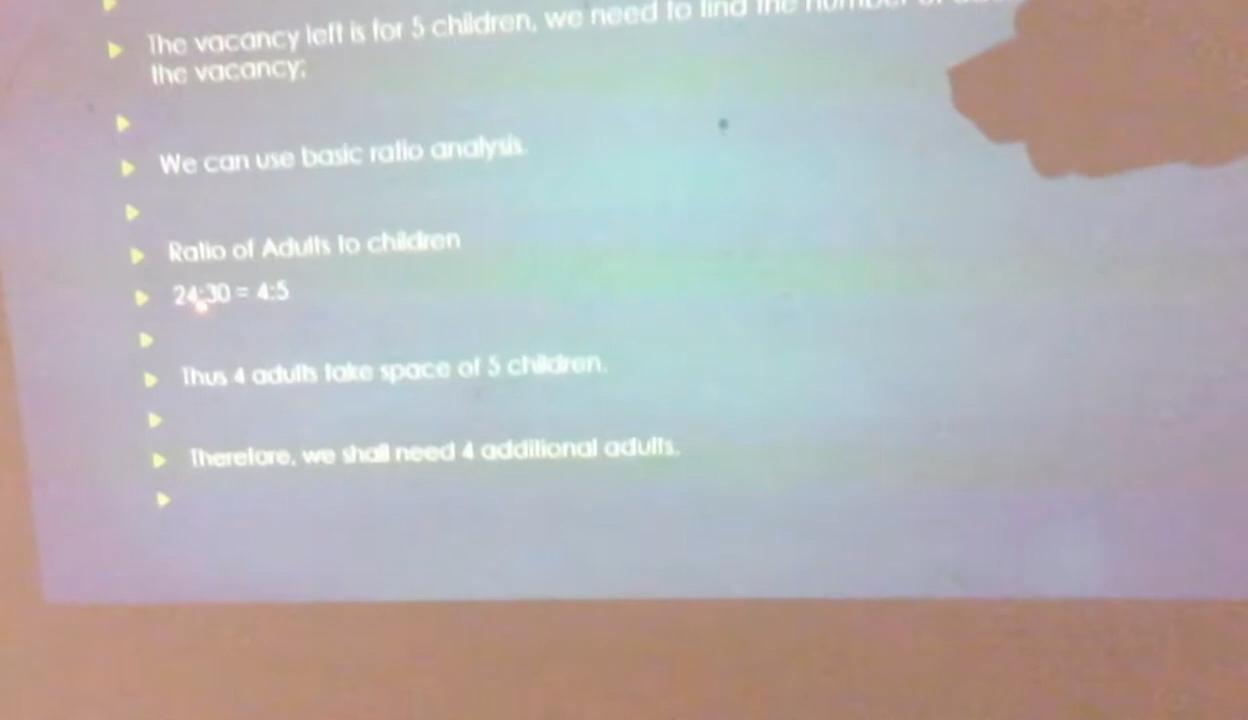 The vacancy left is for 5 children, we need to find the number of
the vacancy;
We can use basic ratio analysis.
Ratio of Adults to children
24:30 = 4:5
Thus 4 adults take space of 5 children.
Therefore, we shall need 4 additional adults.